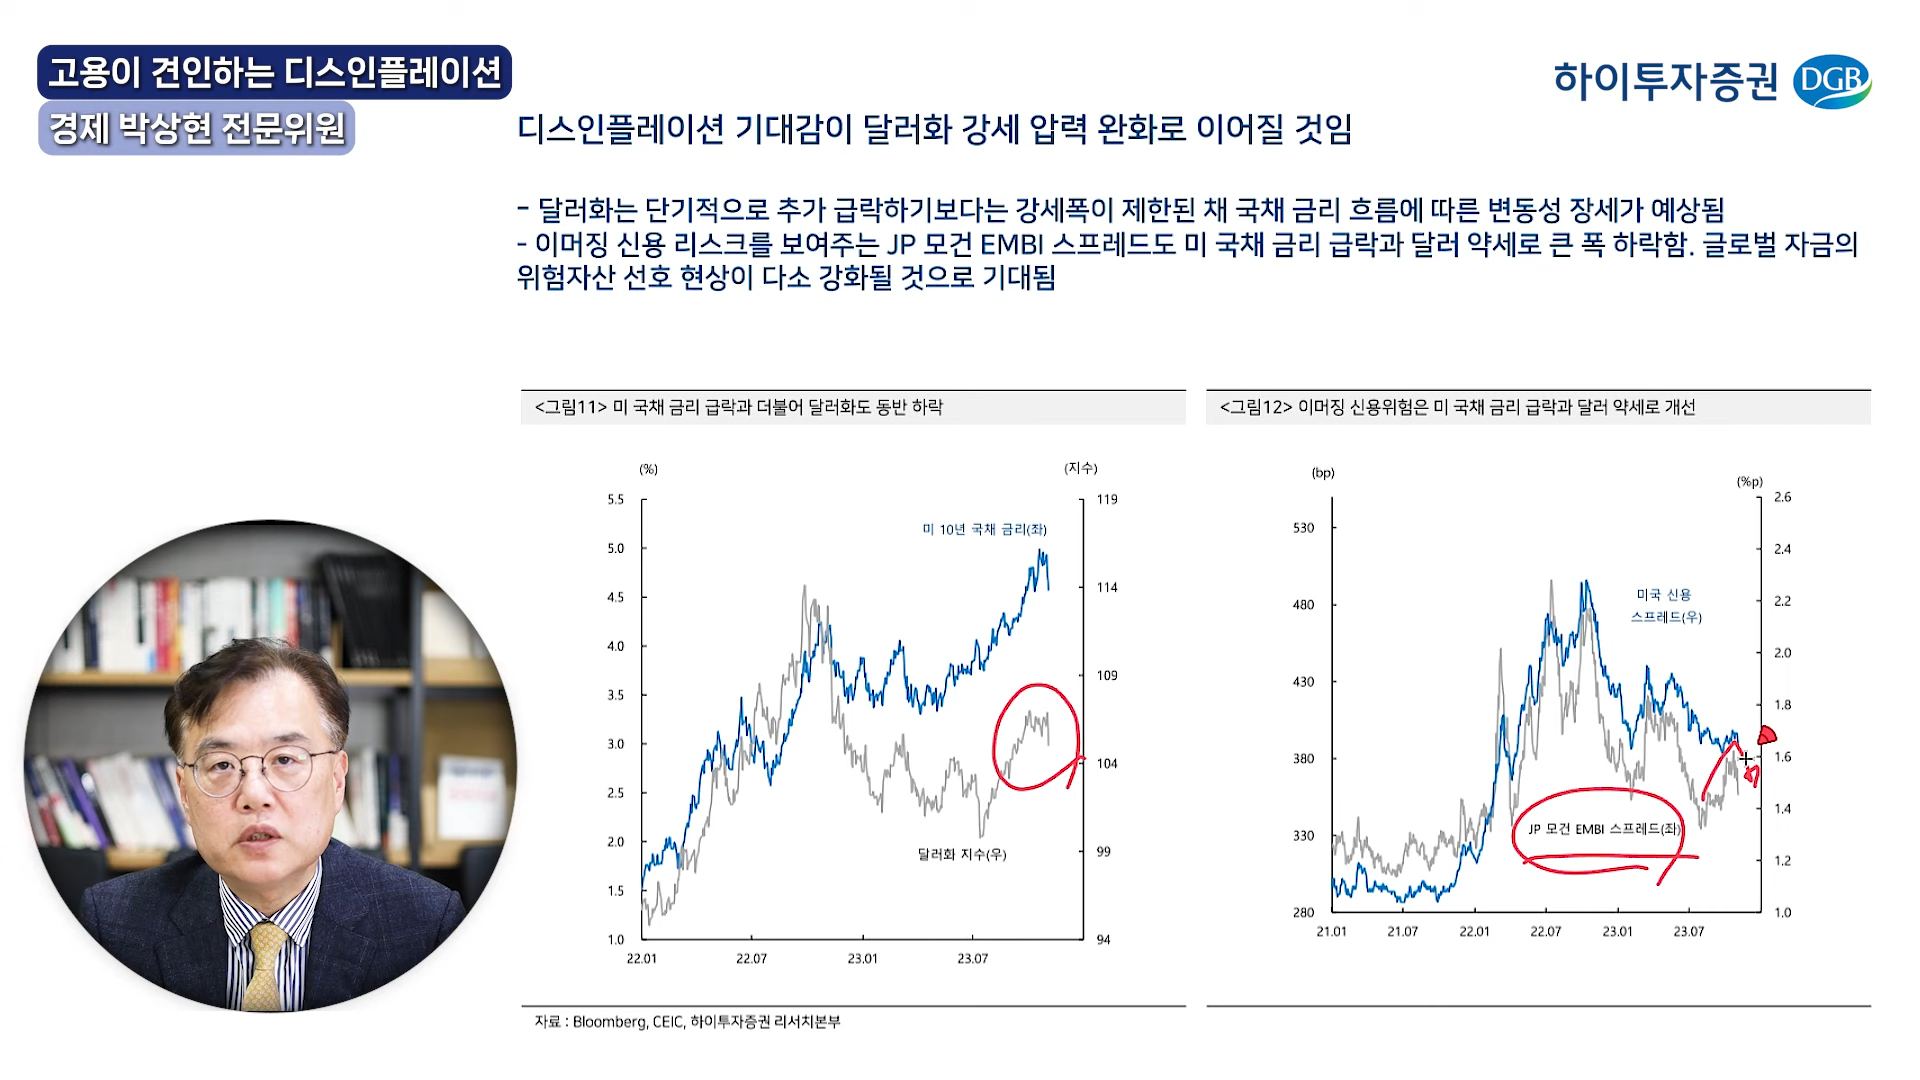 고용이 견인하는 디스인플레이션
경제 박상현 전문위원
하이투자증권 DGB
디스인플레이션 기대감이 달러화 강세 압력 완화로 이어질 것임
- 달러화는 단기적으로 추가 급락하기보다는 강세폭이 제한된 채 국채 금리 흐름에 따른 변동성 장세가 예상됨
- 이머징 신용 리스크를 보여주는 JP 모건 EMBI 스프레드도 미 국채 금리 급락과 달러 약세로 큰 폭 하락함. 글로벌 자금의
위험자산 선호 현상이 다소 강화될 것으로 기대됨
<그림11> 미 국채 금리 급락과 더불어 달러화도 동반 하락
(%)
(지수)
5.5
5.0
4.5
4.0
3.5
3.0
2.5
2.0
1.5
1.0
119
114
109
104
99
94
미 10년 국채 금리(좌)
달러화 지수(우)
22.01 22.07 23.01 23.07
자료 : Bloomberg, CEIC, 하이투자증권 리서치본부
<그림12> 이머징 신용위험은 미 국채 금리 급락과 달러 약세로 개선
(bp)
(%p)
530
480
430
380
330
280
2.6
2.4
2.2
2.0
1.8
1.6
1.4
1.2
1.0
미국 신용
스프레드(우)
JP 모건 EMBI 스프레드(좌)
21.01 21.07 22.01 22.07 23.01 23.07